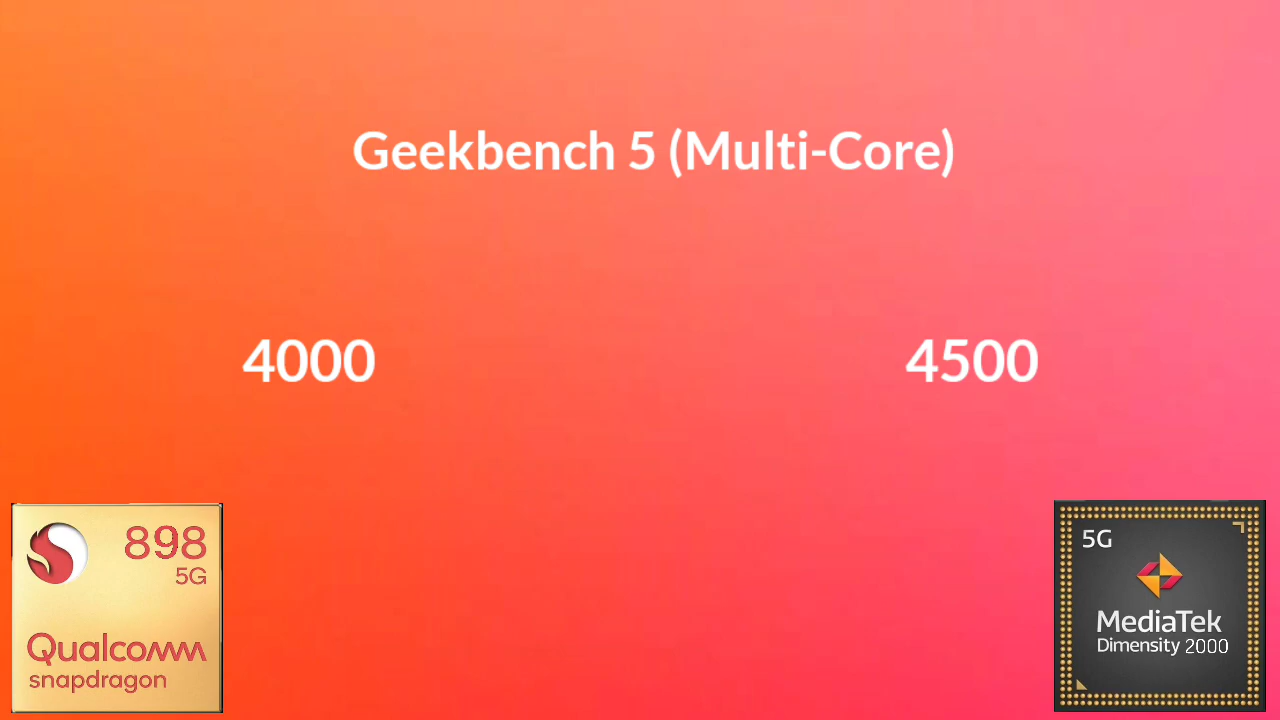 Geekbench 5 (Multi-Core)
4000
4500
898
5G
Qualcomm
snapdragon
5G
MediaTek
Dimensity 2000